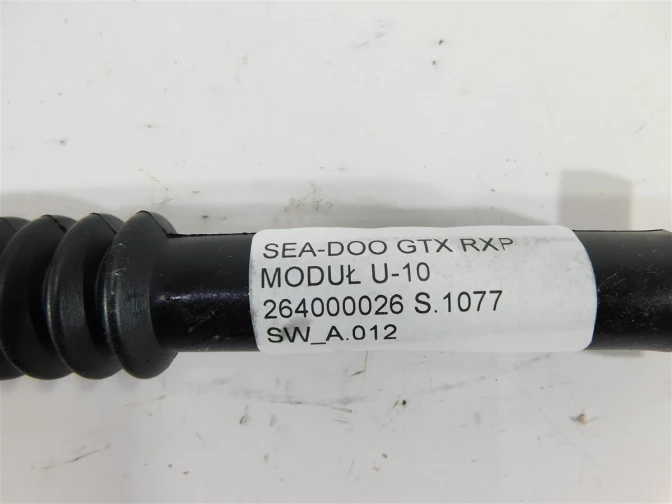 SEA-DOO GTX RXP
MODUŁ U-10
264000026 S.1077
SW_A.012